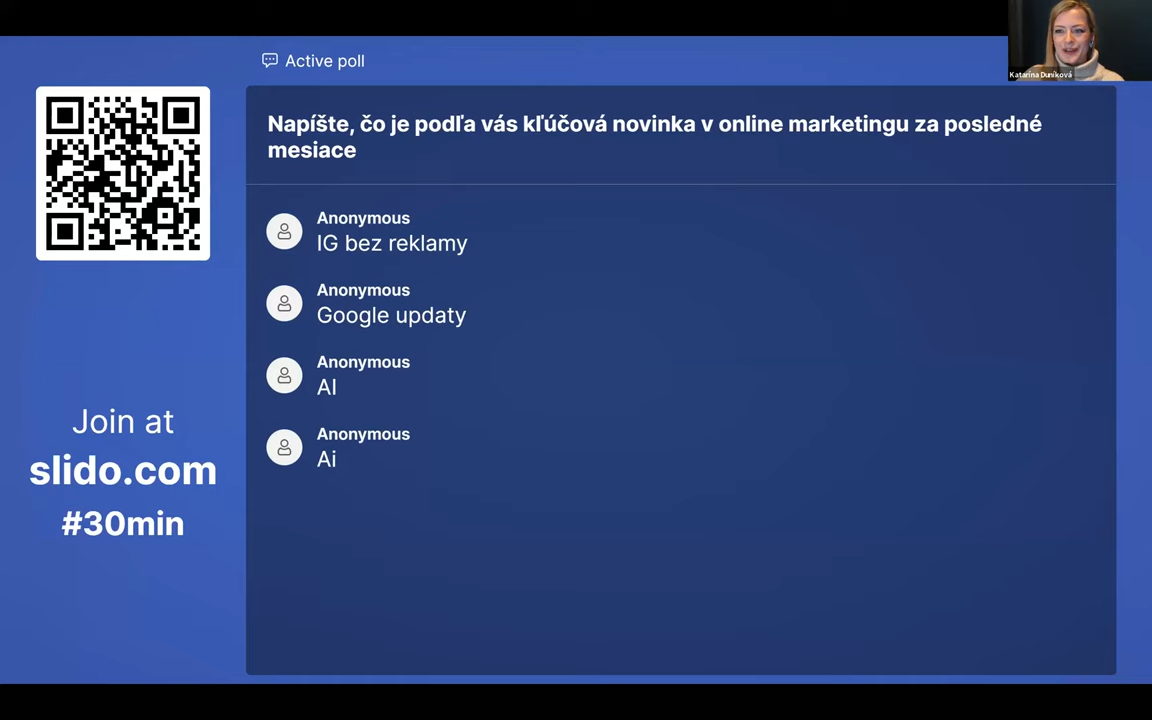 Active poll
Katarína Duníková
Napíšte, čo je podľa vás kľúčová novinka v online marketingu za posledné
mesiace
Anonymous
IG bez reklamy
Anonymous
Google updaty
Anonymous
AI
Anonymous
Ai
Join at
slido.com
#30min